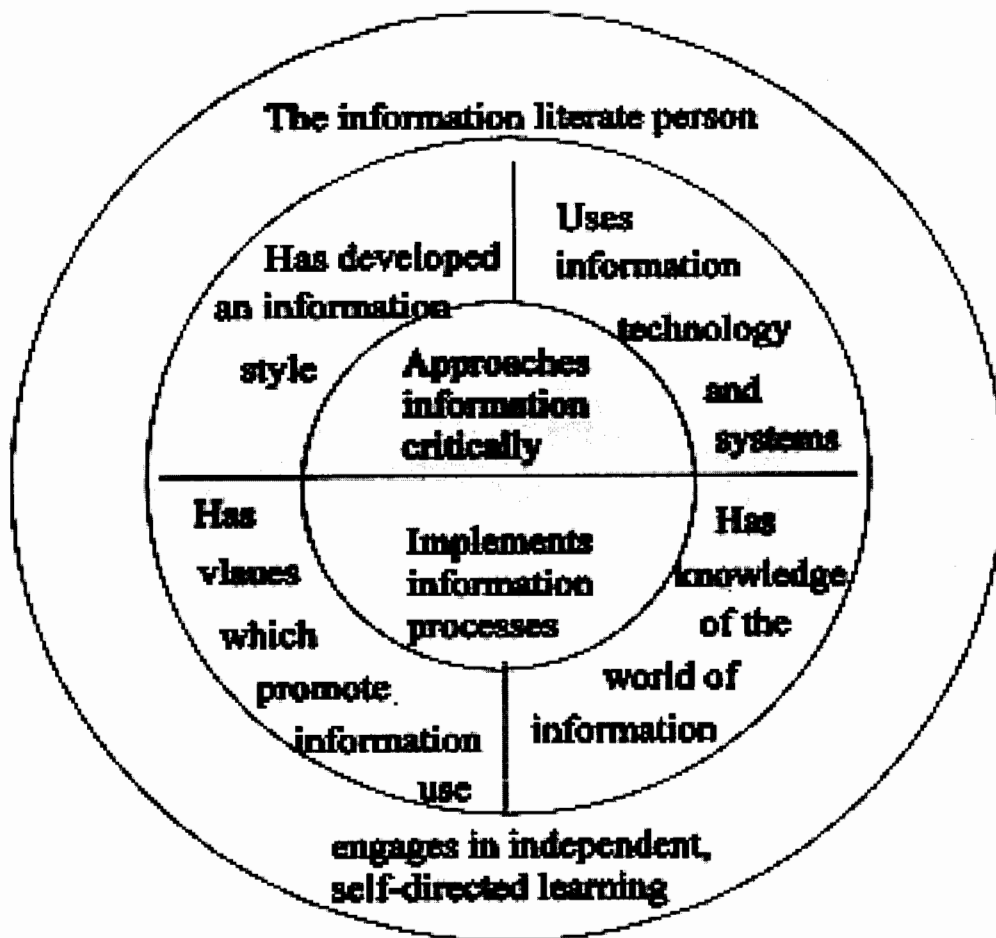 The information literate person
Has developed
an information
style
Uses
information
technology
and
systems
Approaches
information
critically
Implements
information
processes
Has
vlaues
which
promote
information
use
Has
knowledge
of the
world of
information
engages in independent,
self-directed learning